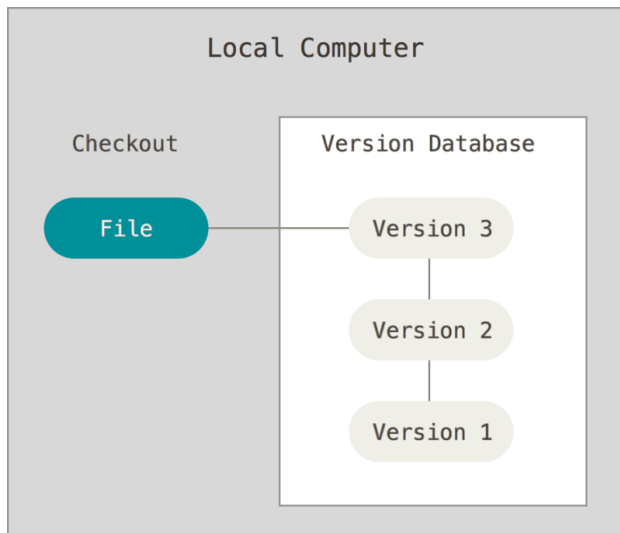 Local Computer
Checkout
Version Database
File
Version 3
Version 2
Version 1